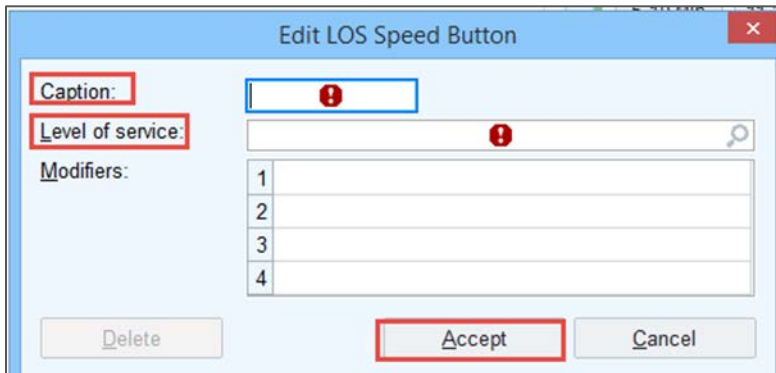 Edit LOS Speed Button
Caption:
Level of service:
Modifiers:
1
2
3
4
Delete
Accept
Cancel